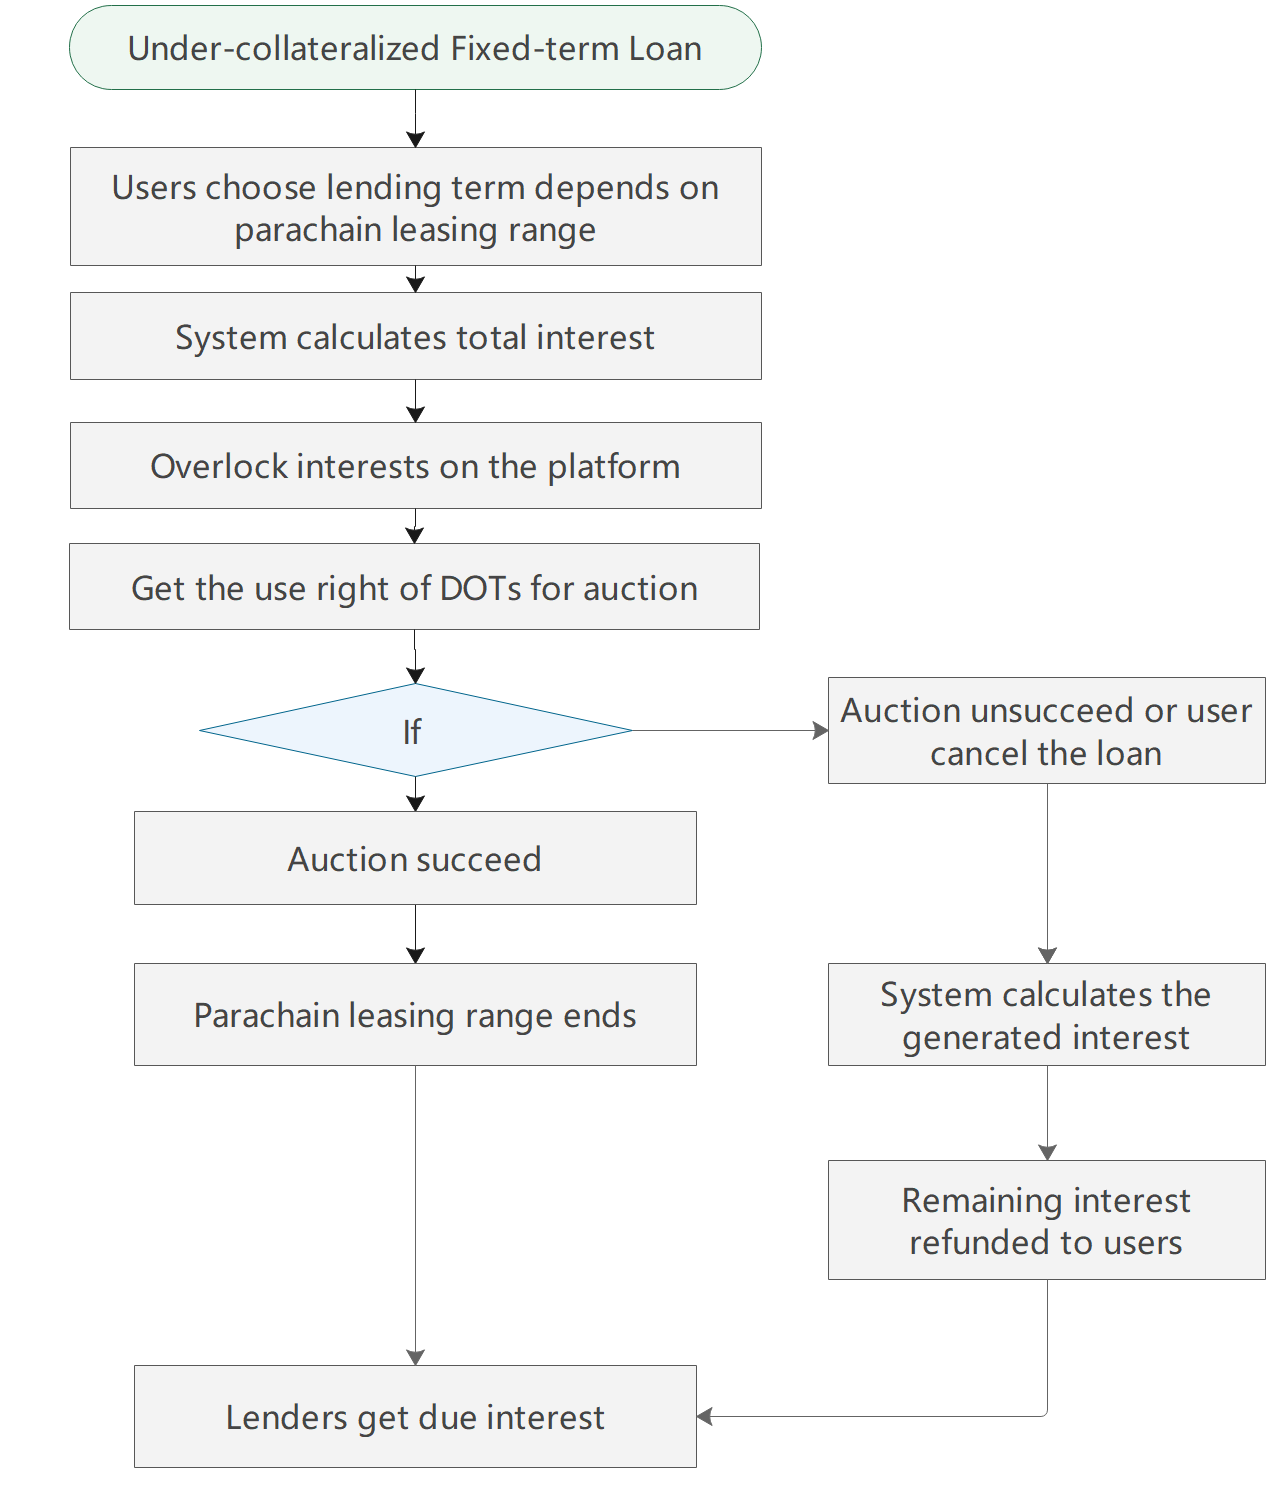 Under-collateralized Fixed-term Loan
Users choose lending term depends on
parachain leasing range
System calculates total interest
Overlock interests on the platform
Get the use right of DOTs for auction
If
Auction unsucceed or user
cancel the loan
Auction succeed
Parachain leasing range ends
System calculates the
generated interest
Remaining interest
refunded to users
Lenders get due interest